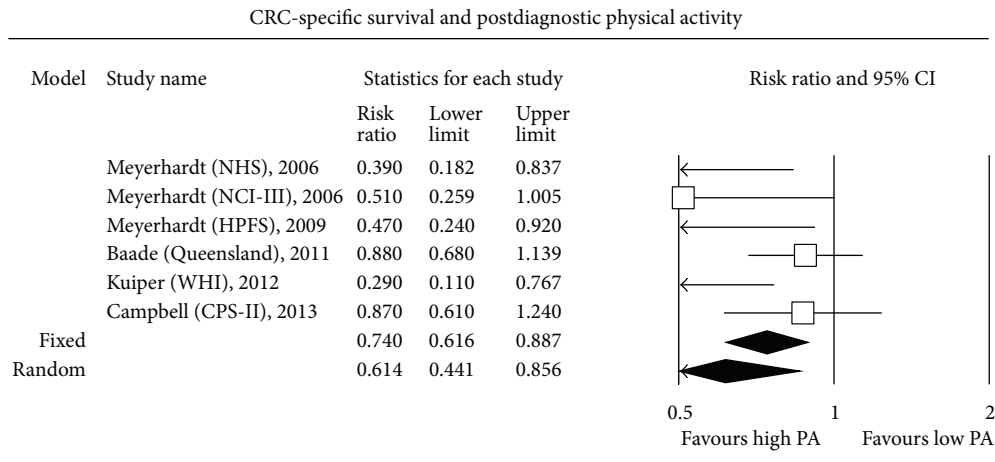 CRC-specific survival and postdiagnostic physical activity
Model Study name Statistics for each study Risk ratio and 95% CI
Risk ratio Lower limit Upper limit
Meyerhardt (NHS), 2006 0.390 0.182 0.837
Meyerhardt (NCI-III), 2006 0.510 0.259 1.005
Meyerhardt (HPFS), 2009 0.470 0.240 0.920
Baade (Queensland), 2011 0.880 0.680 1.139
Kuiper (WHI), 2012 0.290 0.110 0.767
Campbell (CPS-II), 2013 0.870 0.610 1.240
Fixed 0.740 0.616 0.887
Random 0.614 0.441 0.856
0.5 1 2
Favours high PA Favours low PA